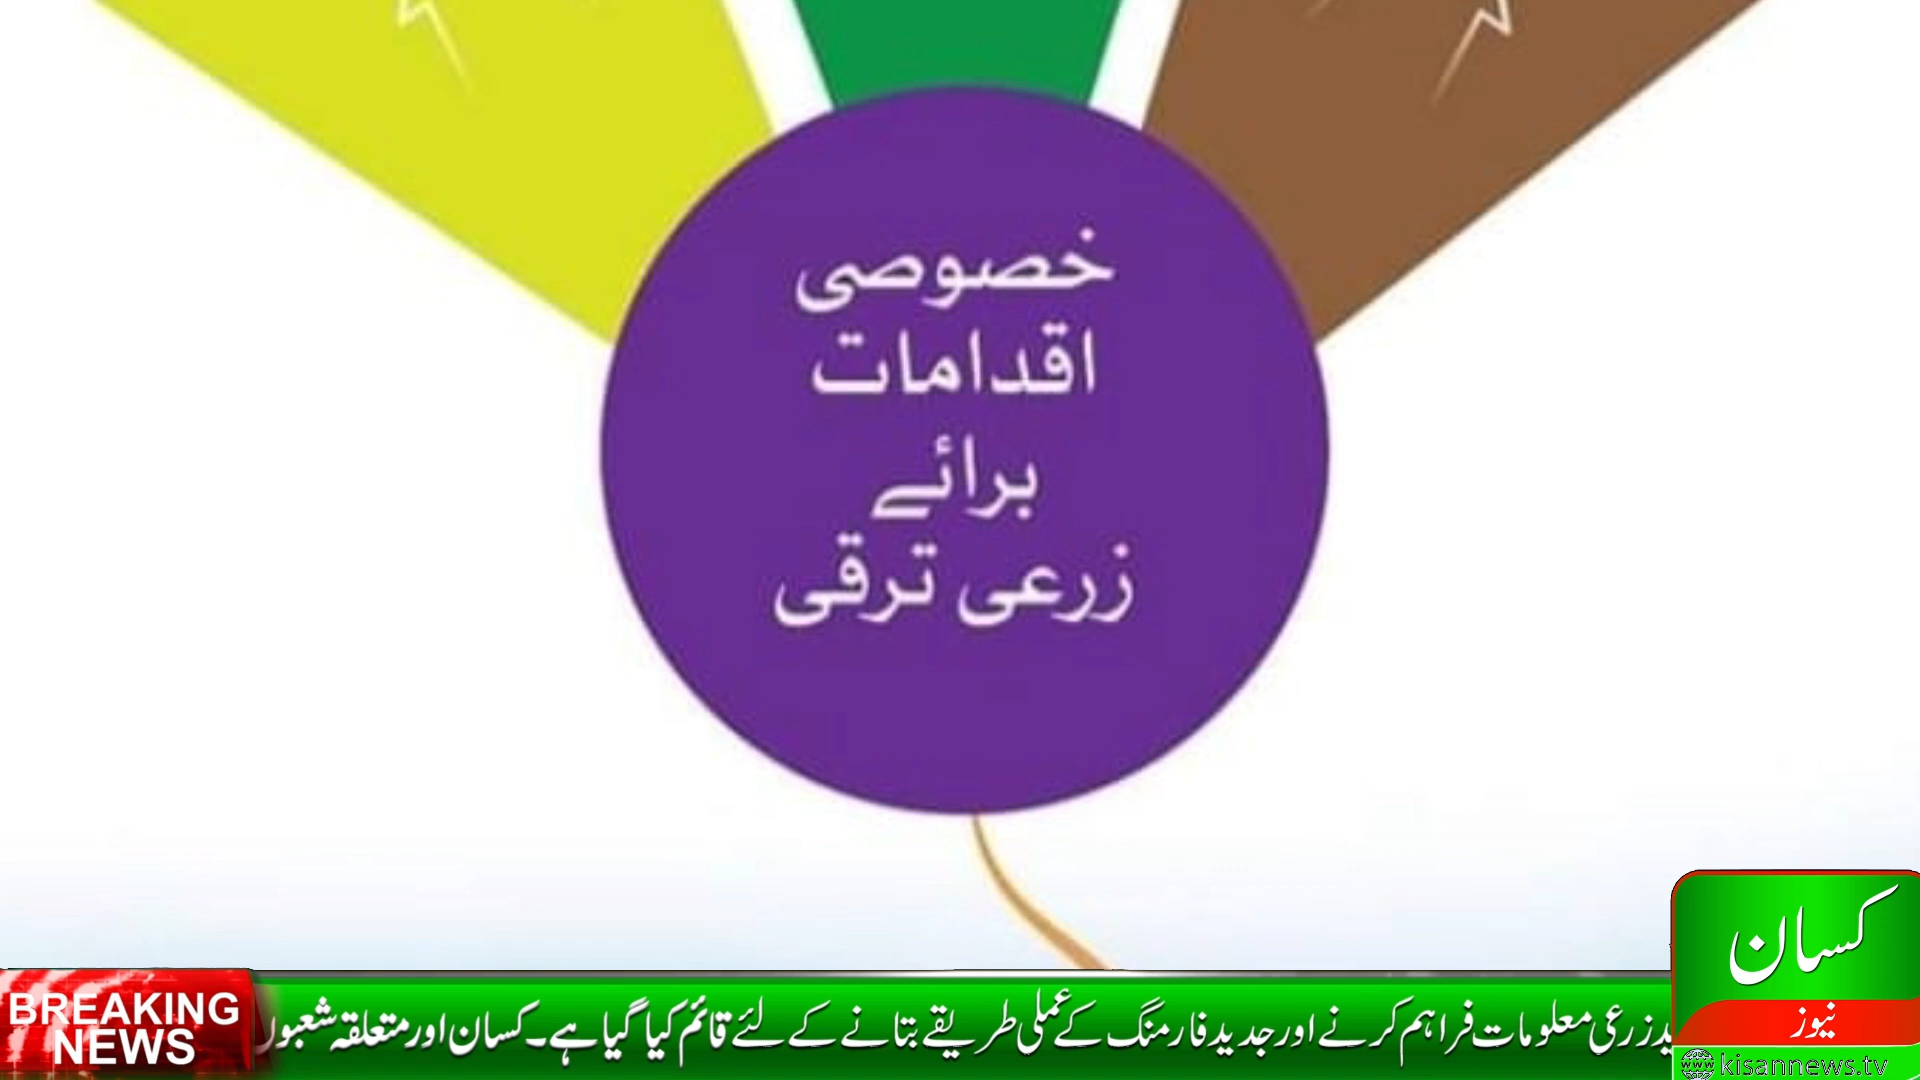 خصوصی
اقدامات
برائے
زرعی ترقی
کسان
نیوز
BREAKING
NEWS
زرعی معلومات فراہم کرنے اور جدید فارمنگ کے عملی طریقے بتانے کے لئے قائم کیا گیا ہے۔ کسان اور متعلقہ شعبوں
kisannews.tv